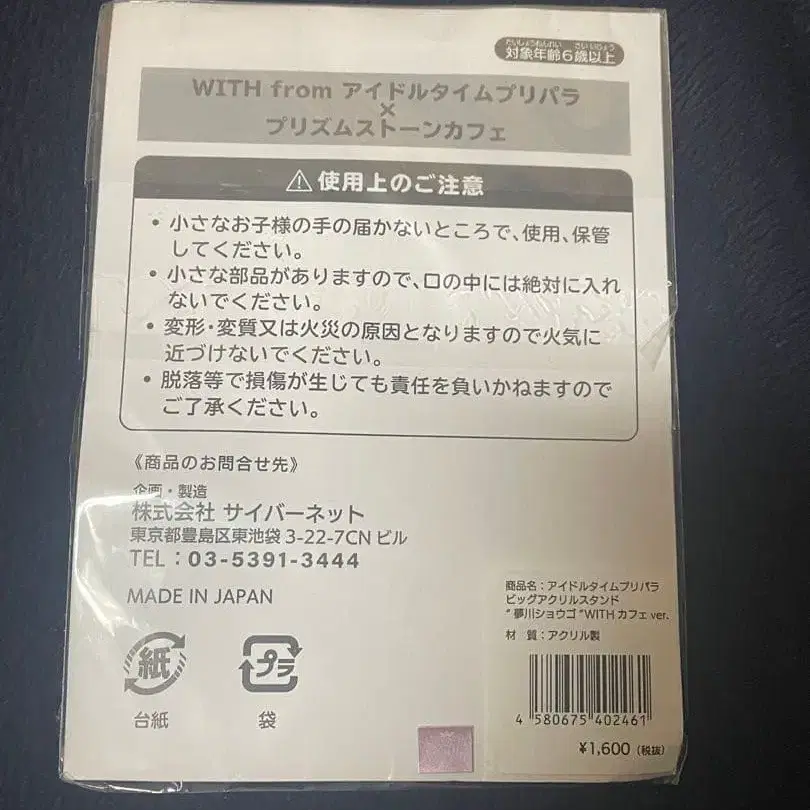 たいしょうねんれい さいいじょう
対象年齢6歳以上
WITH from アイドルタイムプリパラ
×
プリズムストーンカフェ
⚠使用上のご注意
・小さなお子様の手の届かないところで、使用、保管
してください。
・小さな部品がありますので、口の中には絶対に入れ
ないでください。
・変形・変質又は火災の原因となりますので火気に
近づけないでください。
・脱落等で損傷が生じても責任を負いかねますので
ご了承ください。
《商品のお問合せ先》
企画・製造
株式会社 サイバーネット
東京都豊島区東池袋 3-22-7CN ビル
TEL：03-5391-3444
MADE IN JAPAN
紙
台紙
プラ
袋
商品名：アイドルタイムプリパラ
ビッグアクリルスタンド
"夢川ショウゴ"WITH カフェ ver.
材 質：アクリル製
4 580675 402461
¥1,600（税抜）